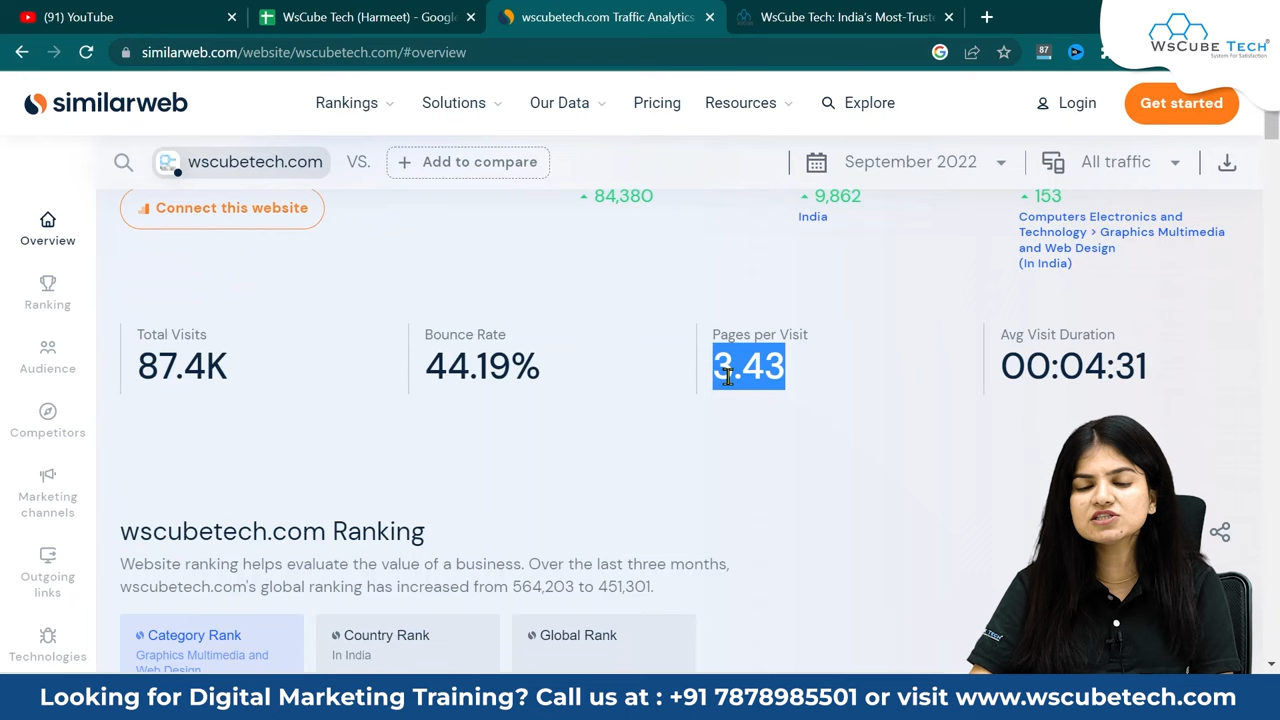 (91) YouTube
WsCube Tech (Harmeet) - Google
wscubetech.com Traffic Analytics
WsCube Tech: India's Most-Truste
similarweb.com/website/wscubetech.com/#overview
87
WSCUBE TECH
System For Satisfaction
similarweb
Rankings
Solutions
Our Data
Pricing
Resources
Explore
Login
Get started
wscubetech.com
VS.
+ Add to compare
September 2022
All traffic
Connect this website
84,380
9,862
153
India
Computers Electronics and
Technology > Graphics Multimedia
and Web Design
(In India)
Overview
Ranking
Audience
Competitors
Marketing
channels
Outgoing
links
Technologies
Total Visits
87.4K
Bounce Rate
44.19%
Pages per Visit
3.43
Avg Visit Duration
00:04:31
wscubetech.com Ranking
Website ranking helps evaluate the value of a business. Over the last three months,
wscubetech.com's global ranking has increased from 564,203 to 451,301.
Category Rank
Graphics Multimedia and
Web Design
Country Rank
In India
Global Rank
Looking for Digital Marketing Training? Call us at : +91 7878985501 or visit www.wscubetech.com